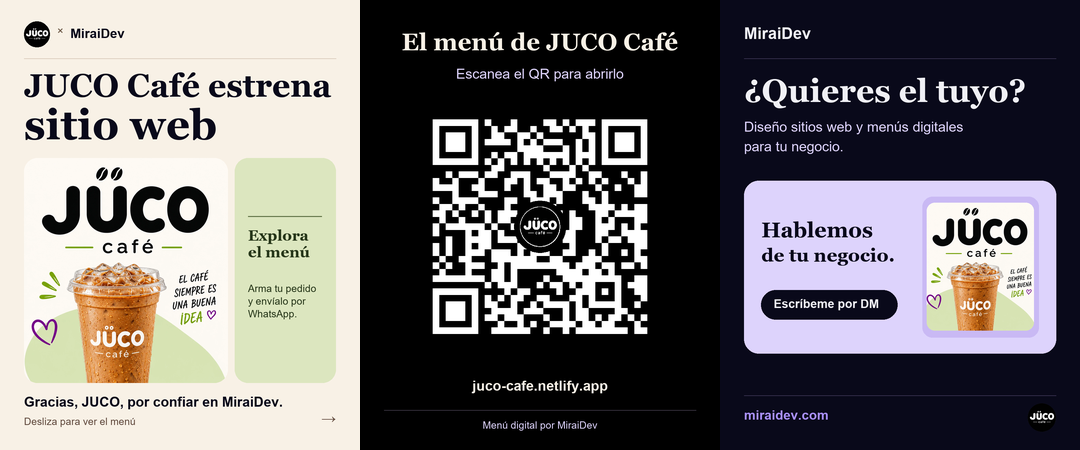 JÜCO
café
×
MiraiDev
JUCO Café estrena
sitio web
JÜCO
café
EL CAFÉ
SIEMPRE ES
UNA BUENA
IDEA
JÜCO
café
Explora
el menú
Arma tu pedido
y envíalo por
WhatsApp.
Gracias, JUCO, por confiar en MiraiDev.
Desliza para ver el menú
→
El menú de JUCO Café
Escanea el QR para abrirlo
JÜCO
café
juco-cafe.netlify.app
Menú digital por MiraiDev
MiraiDev
¿Quieres el tuyo?
Diseño sitios web y menús digitales
para tu negocio.
Hablemos
de tu negocio.
Escríbeme por DM
JÜCO
café
EL CAFÉ
SIEMPRE ES
UNA BUENA
IDEA
JÜCO
café
miraidev.com
JÜCO
café